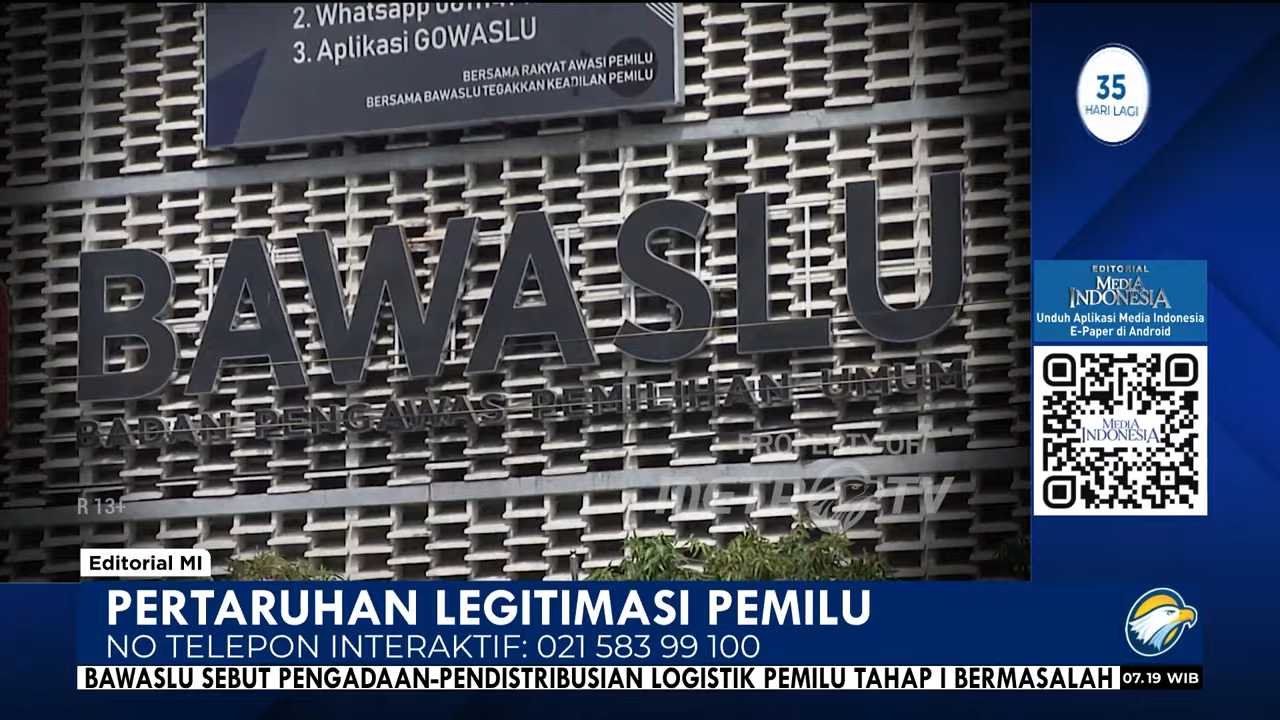 2. Whatsapp
3. Aplikasi GOWASLU
BERSAMA RAKYAT AWASI PEMILU
BERSAMA BAWASLU TEGAKKAN KEADILAN PEMILU
BAWASLU
BADAN PENGAWAS PEMILIHAN UMUM
PROPERTY OF
METRO TV
R 13+
35
HARI LAGI
EDITORIAL
MEDIA
INDONESIA
Unduh Aplikasi Media Indonesia
E-Paper di Android
MEDIA
INDONESIA
Editorial MI
PERTARUHAN LEGITIMASI PEMILU
NO TELEPON INTERAKTIF: 021 583 99 100
BAWASLU SEBUT PENGADAAN-PENDISTRIBUSIAN LOGISTIK PEMILU TAHAP I BERMASALAH
07.19 WIB